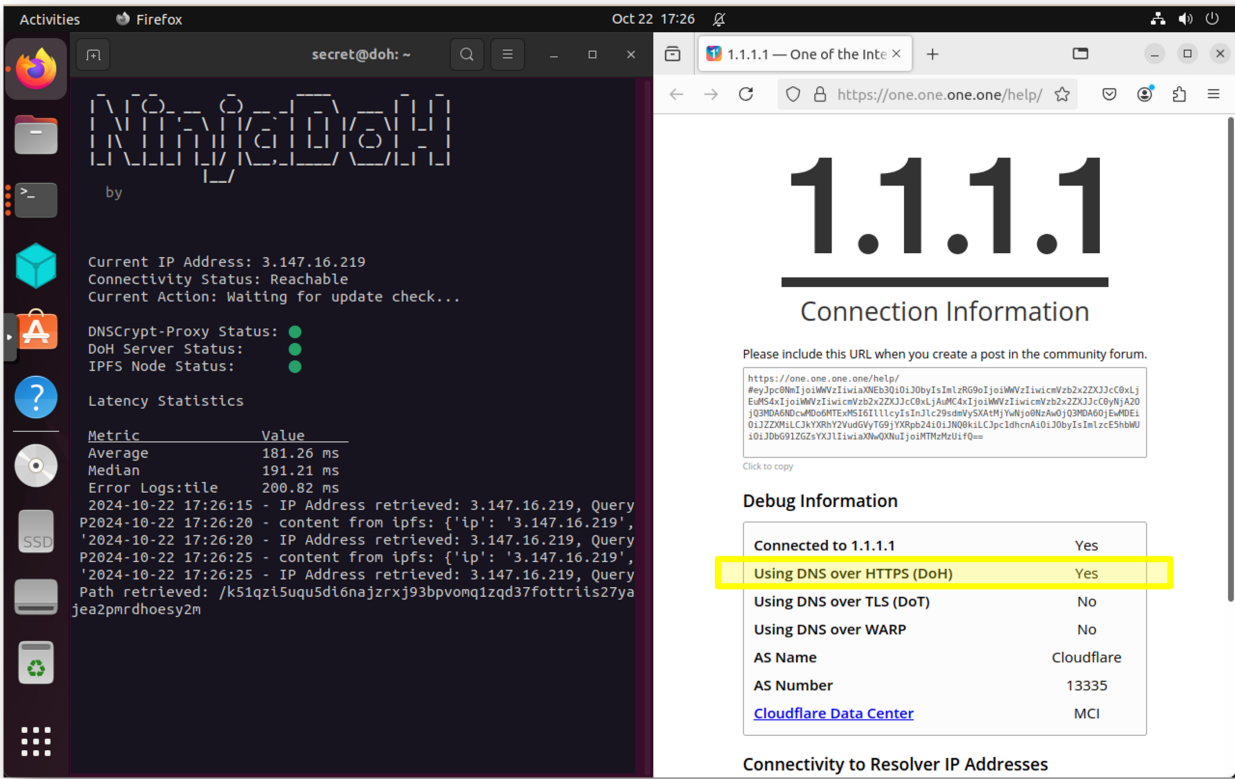 Activities
Firefox
Oct 22 17:26
secret@doh: ~
NinjaDoH
by
Current IP Address: 3.147.16.219
Connectivity Status: Reachable
Current Action: Waiting for update check...
DNSCrypt-Proxy Status:
DoH Server Status:
IPFS Node Status:
Latency Statistics
Metric Value
Average 181.26 ms
Median 191.21 ms
Error Logs:tile 200.82 ms
2024-10-22 17:26:15 - IP Address retrieved: 3.147.16.219, Query
P2024-10-22 17:26:20 - content from ipfs: {'ip': '3.147.16.219',
'2024-10-22 17:26:20 - IP Address retrieved: 3.147.16.219, Query
P2024-10-22 17:26:25 - content from ipfs: {'ip': '3.147.16.219',
'2024-10-22 17:26:25 - IP Address retrieved: 3.147.16.219, Query
Path retrieved: /k51qzi5uqu5di6najzrxj93bpvomq1zqd37fottriis27ya
jea2pmrdhoesy2m
SSD
1.1.1.1 — One of the Inte
https://one.one.one.one/help/
1.1.1.1
Connection Information
Please include this URL when you create a post in the community forum.
https://one.one.one.one/help/
Click to copy
Debug Information
Connected to 1.1.1.1 Yes
Using DNS over HTTPS (DoH) Yes
Using DNS over TLS (DoT) No
Using DNS over WARP No
AS Name Cloudflare
AS Number 13335
Cloudflare Data Center MCI
Connectivity to Resolver IP Addresses